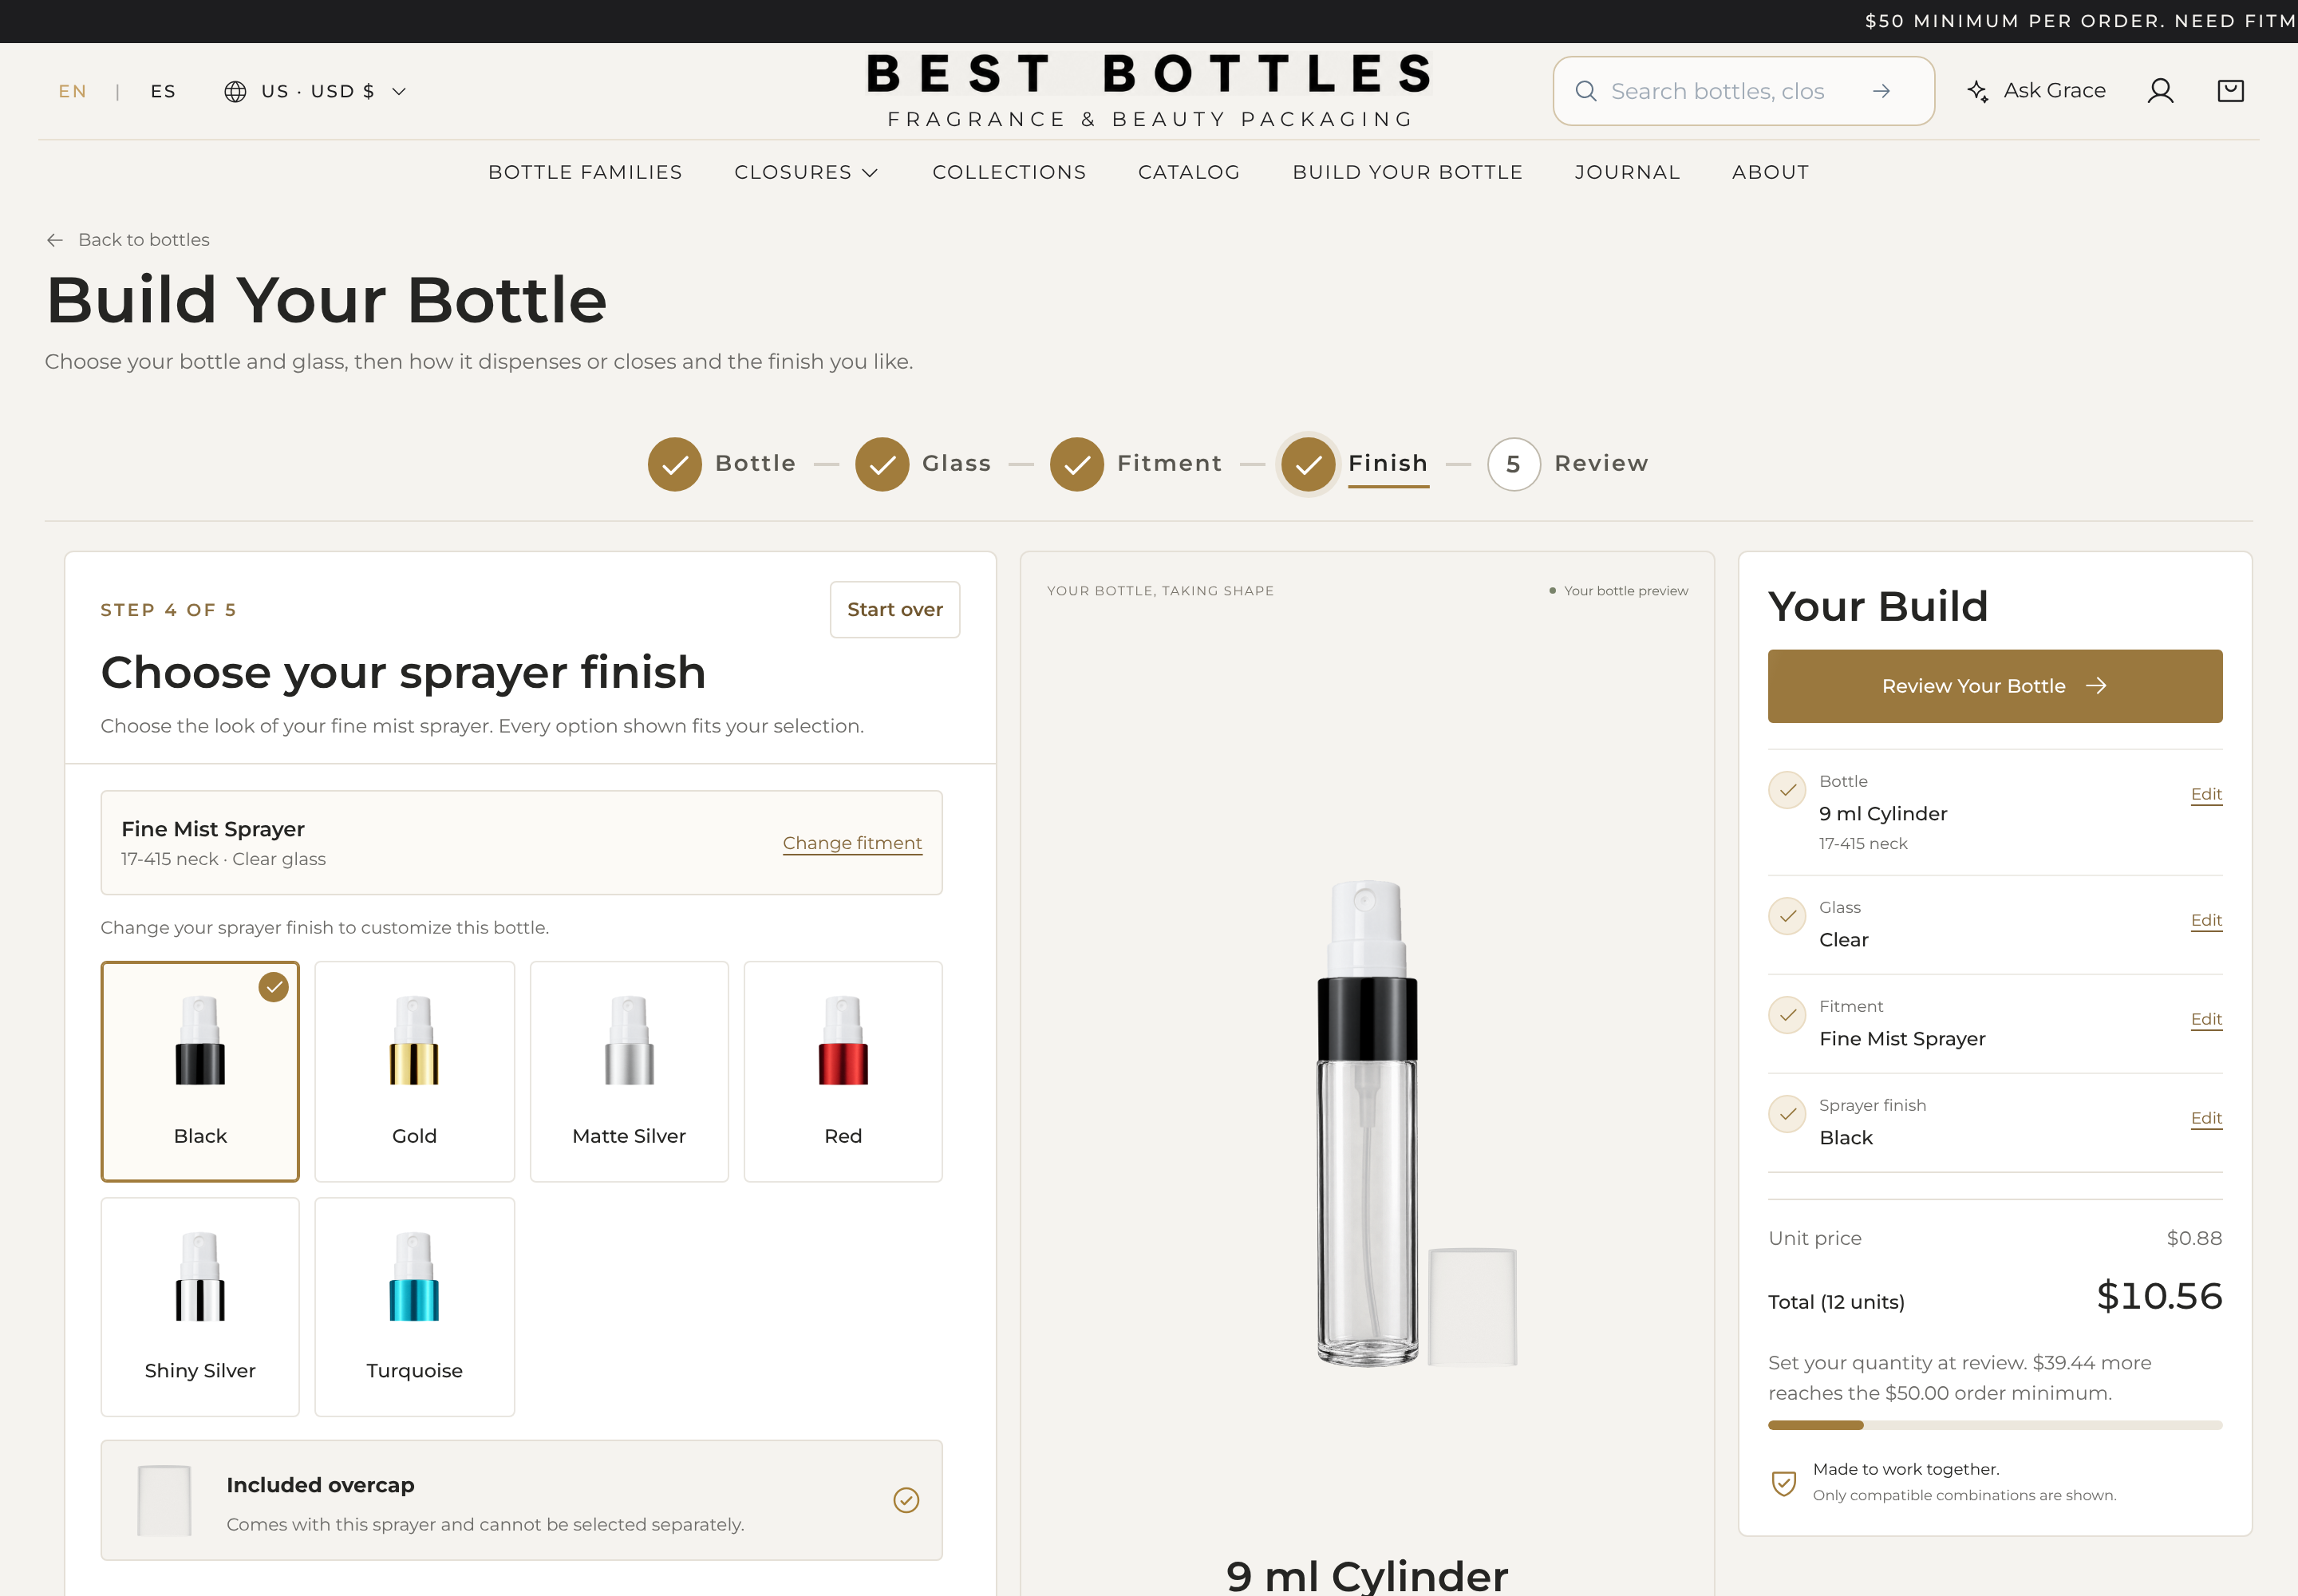 $50 MINIMUM PER ORDER. NEED FITM
EN | ES US · USD $
BEST BOTTLES
FRAGRANCE & BEAUTY PACKAGING
Search bottles, clos
Ask Grace
BOTTLE FAMILIES CLOSURES COLLECTIONS CATALOG BUILD YOUR BOTTLE JOURNAL ABOUT
Back to bottles
Build Your Bottle
Choose your bottle and glass, then how it dispenses or closes and the finish you like.
Bottle Glass Fitment Finish 5 Review
STEP 4 OF 5
Start over
Choose your sprayer finish
Choose the look of your fine mist sprayer. Every option shown fits your selection.
Fine Mist Sprayer
17-415 neck · Clear glass
Change fitment
Change your sprayer finish to customize this bottle.
Black Gold Matte Silver Red
Shiny Silver Turquoise
Included overcap
Comes with this sprayer and cannot be selected separately.
YOUR BOTTLE, TAKING SHAPE
Your bottle preview
9 ml Cylinder
Your Build
Review Your Bottle
Bottle
9 ml Cylinder
17-415 neck
Edit
Glass
Clear
Edit
Fitment
Fine Mist Sprayer
Edit
Sprayer finish
Black
Edit
Unit price $0.88
Total (12 units) $10.56
Set your quantity at review. $39.44 more
reaches the $50.00 order minimum.
Made to work together.
Only compatible combinations are shown.